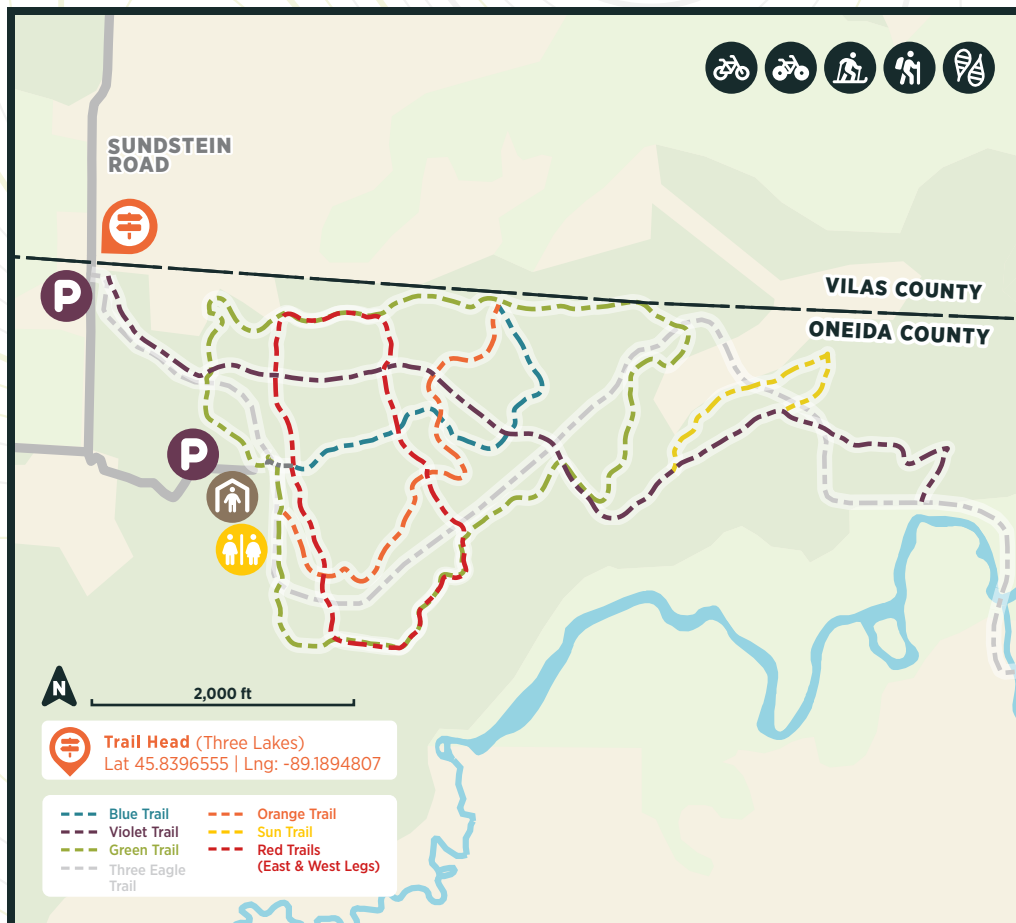 SUNDSTEIN
ROAD
P
VILAS COUNTY
ONEIDA COUNTY
P
N
2,000 ft
Trail Head (Three Lakes)
Lat 45.8396555 | Lng: -89.1894807
Blue Trail
Violet Trail
Green Trail
Three Eagle
Trail
Orange Trail
Sun Trail
Red Trails
(East & West Legs)